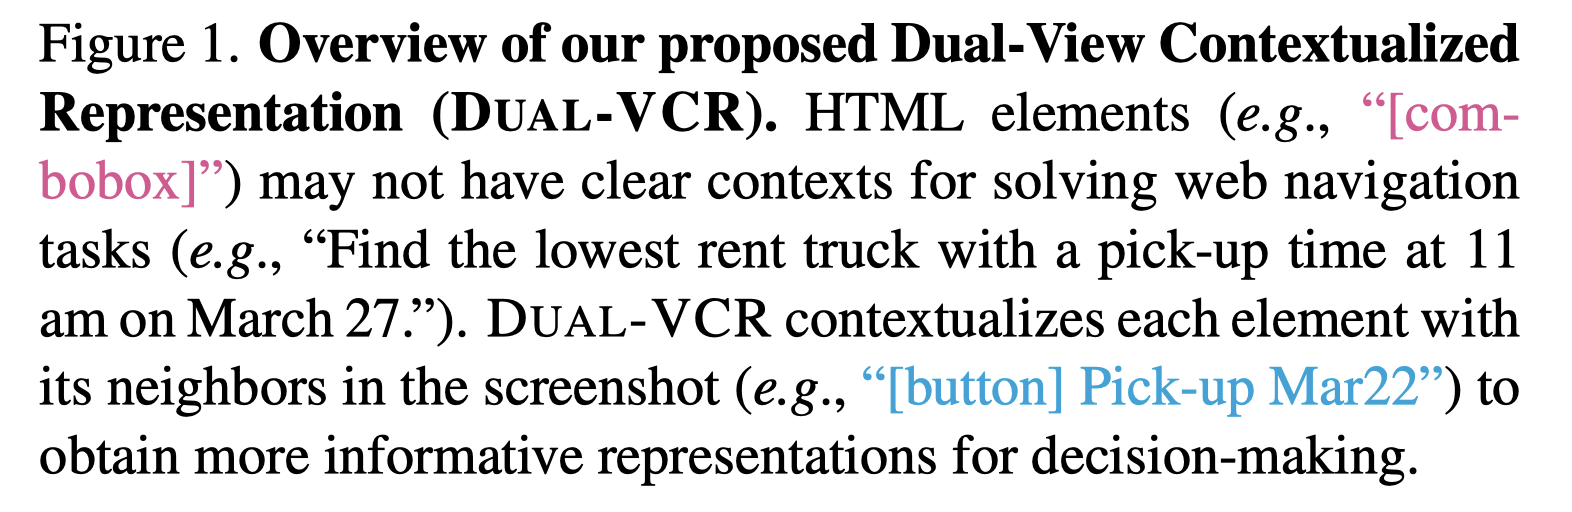 Figure 1. Overview of our proposed Dual-View Contextualized
Representation (DUAL-VCR). HTML elements (e.g., “[com-
bobox]”) may not have clear contexts for solving web navigation
tasks (e.g., “Find the lowest rent truck with a pick-up time at 11
am on March 27.”). DUAL-VCR contextualizes each element with
its neighbors in the screenshot (e.g., “[button] Pick-up Mar22”) to
obtain more informative representations for decision-making.